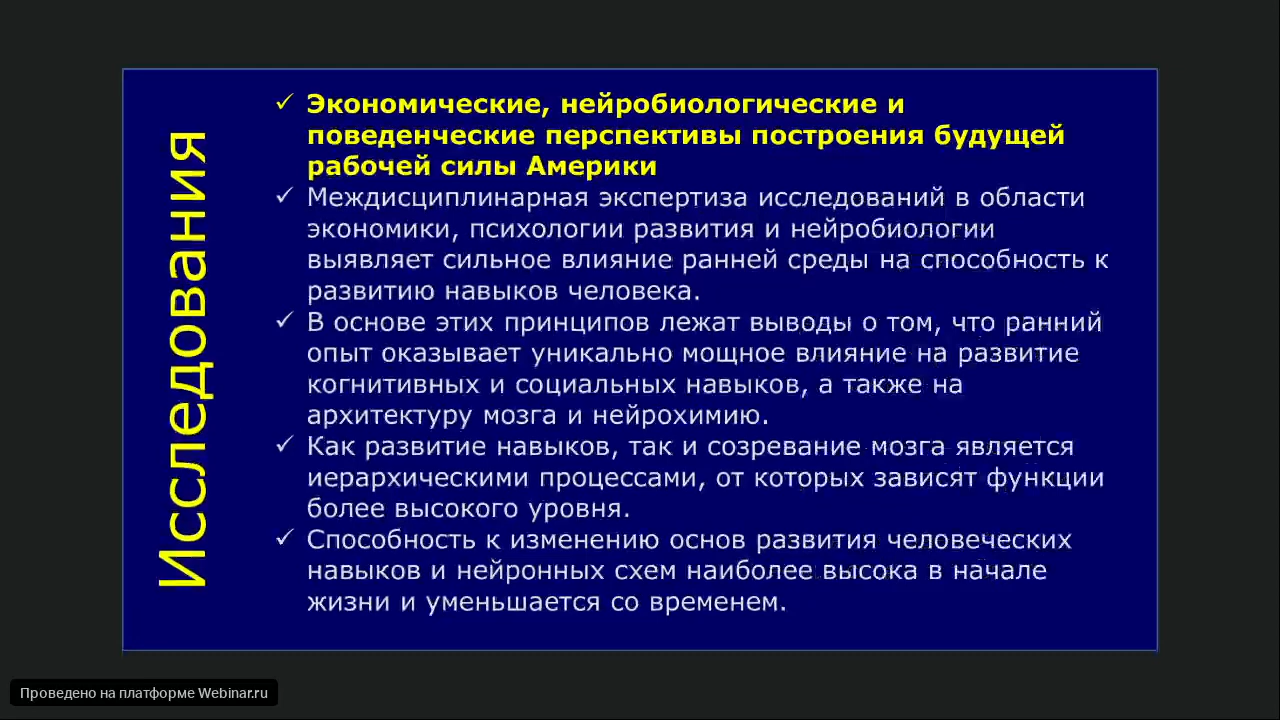 Исследования
✓ Экономические, нейробиологические и
поведенческие перспективы построения будущей
рабочей силы Америки
✓ Междисциплинарная экспертиза исследований в области
экономики, психологии развития и нейробиологии
выявляет сильное влияние ранней среды на способность к
развитию навыков человека.
✓ В основе этих принципов лежат выводы о том, что ранний
опыт оказывает уникально мощное влияние на развитие
когнитивных и социальных навыков, а также на
архитектуру мозга и нейрохимию.
✓ Как развитие навыков, так и созревание мозга является
иерархическими процессами, от которых зависят функции
более высокого уровня.
✓ Способность к изменению основ развития человеческих
навыков и нейронных схем наиболее высока в начале
жизни и уменьшается со временем.
Проведено на платформе Webinar.ru